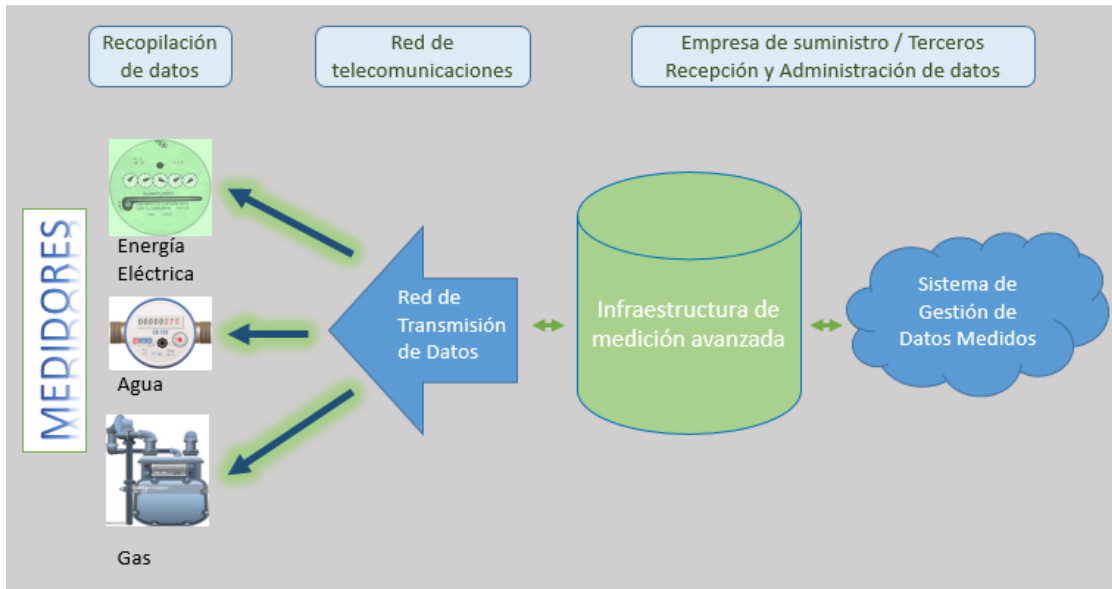 Recopilación
de datos
Red de
telecomunicaciones
Empresa de suministro / Terceros
Recepción y Administración de datos
MEDIDORES
Energía
Eléctrica
Agua
Gas
Red de
Transmisión
de Datos
Infraestructura de
medición avanzada
Sistema de
Gestión de
Datos Medidos